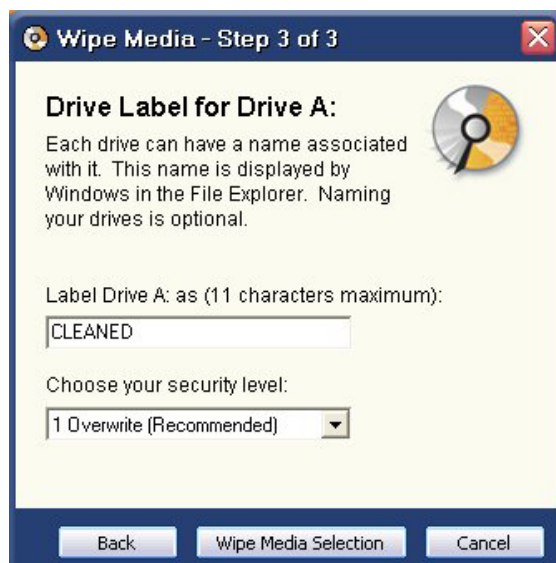 Wipe Media - Step 3 of 3
Drive Label for Drive A:
Each drive can have a name associated
with it. This name is displayed by
Windows in the File Explorer. Naming
your drives is optional.
Label Drive A: as (11 characters maximum):
CLEANED
Choose your security level:
1 Overwrite (Recommended)
Back Wipe Media Selection Cancel